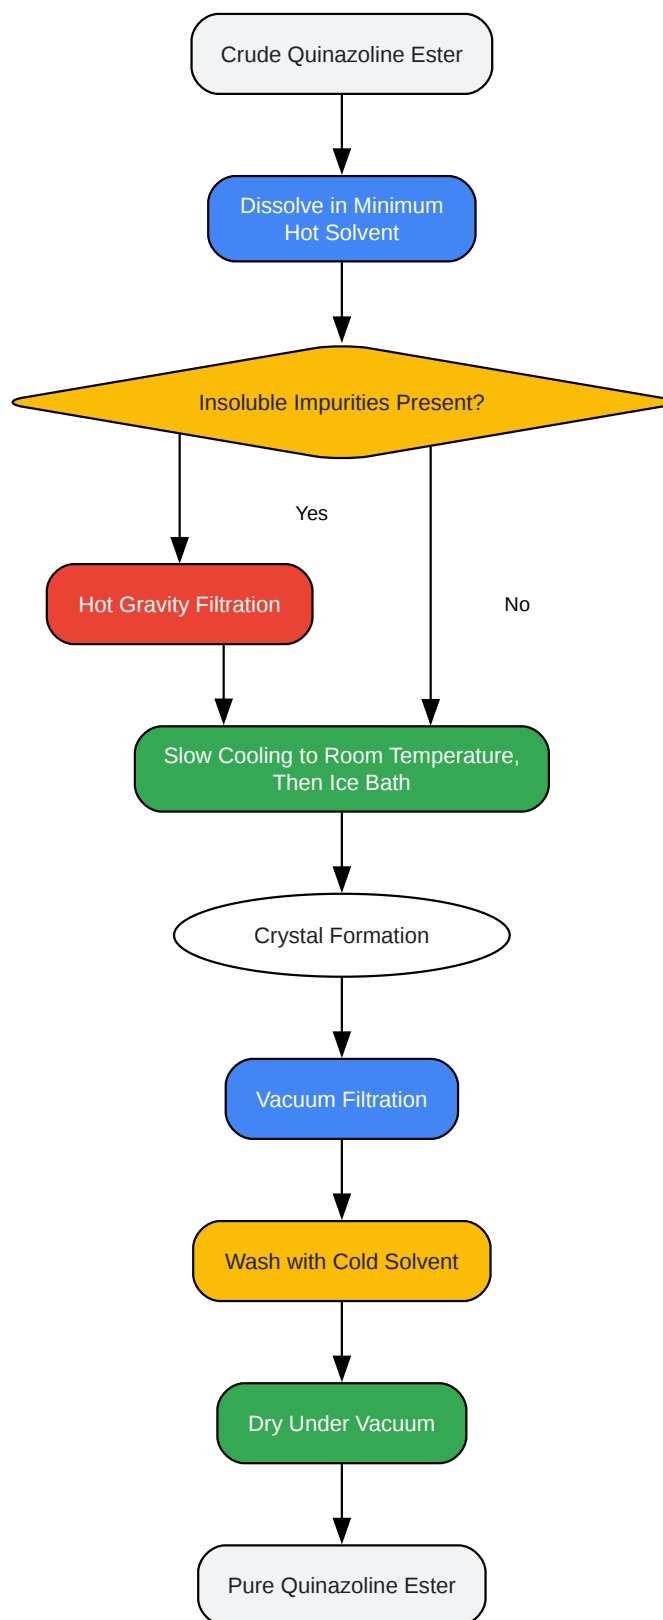 Crude Quinazoline Ester
Dissolve in Minimum
Hot Solvent
Insoluble Impurities Present?
Yes
Hot Gravity Filtration
No
Slow Cooling to Room Temperature,
Then Ice Bath
Crystal Formation
Vacuum Filtration
Wash with Cold Solvent
Dry Under Vacuum
Pure Quinazoline Ester